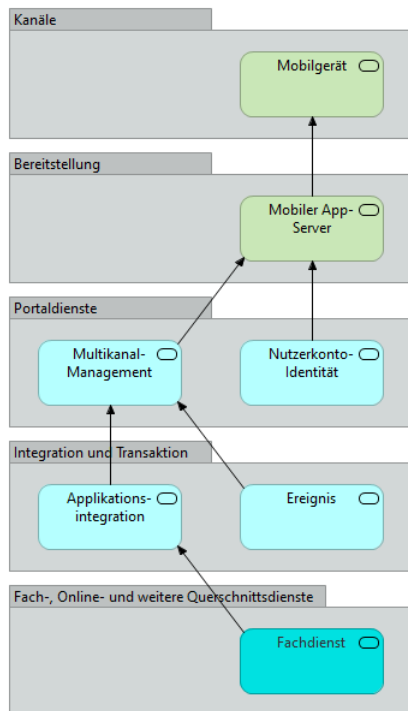 Kanäle
Mobilgerät
Bereitstellung
Mobiler App-
Server
Portaldienste
Multikanal-
Management
Nutzerkonto-
Identität
Integration und Transaktion
Applikations-
integration
Ereignis
Fach-, Online- und weitere Querschnittsdienste
Fachdienst